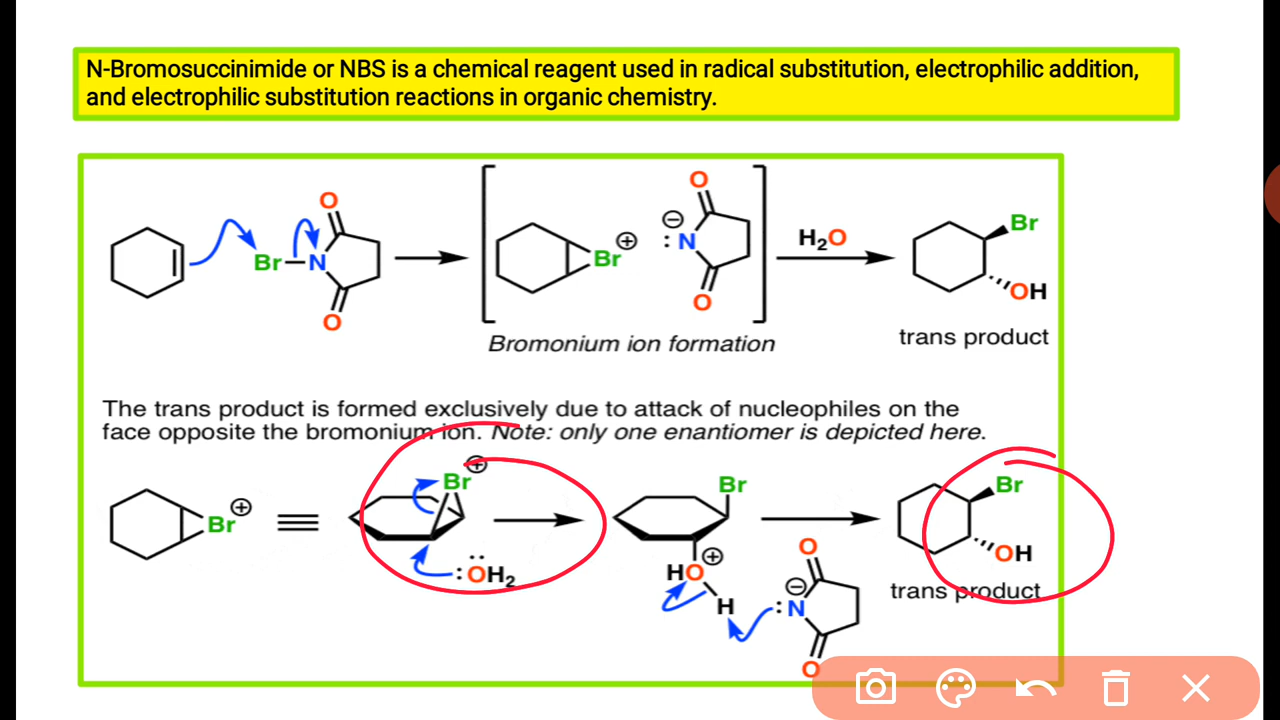 N-Bromosuccinimide or NBS is a chemical reagent used in radical substitution, electrophilic addition,
and electrophilic substitution reactions in organic chemistry.
O
Br
N
O
Br
⊕
⊖
O
:N
O
H₂O
Br
OH
Bromonium ion formation
trans product
The trans product is formed exclusively due to attack of nucleophiles on the
face opposite the bromonium ion. Note: only one enantiomer is depicted here.
Br
⊕
Br
⊕
:ÖH₂
Br
HO
⊕
H
⊖
O
:N
O
Br
OH
trans product